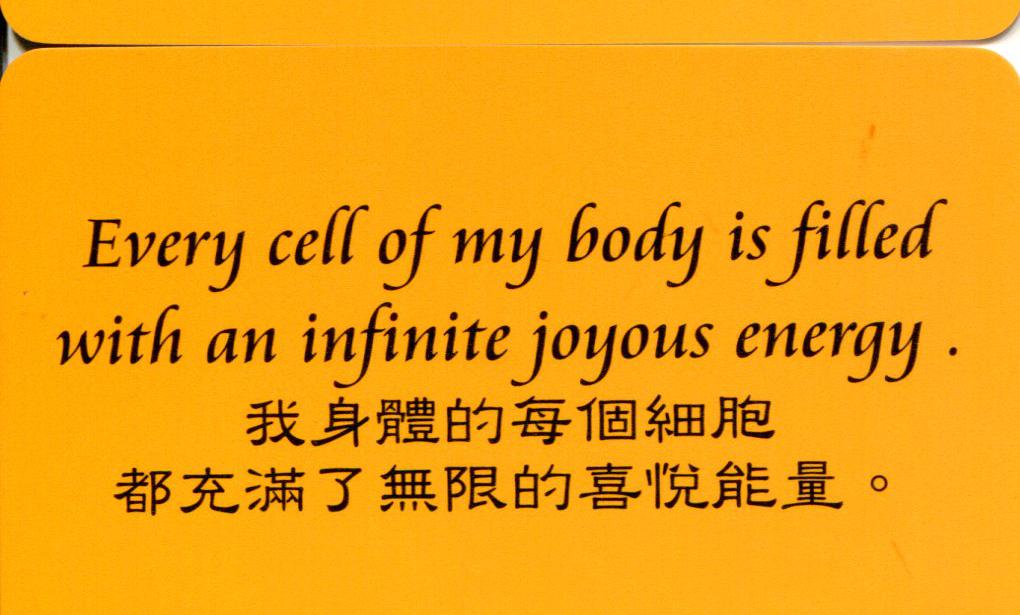 Every cell of my body is filled
with an infinite joyous energy .
我身體的每個細胞
都充滿了無限的喜悅能量。